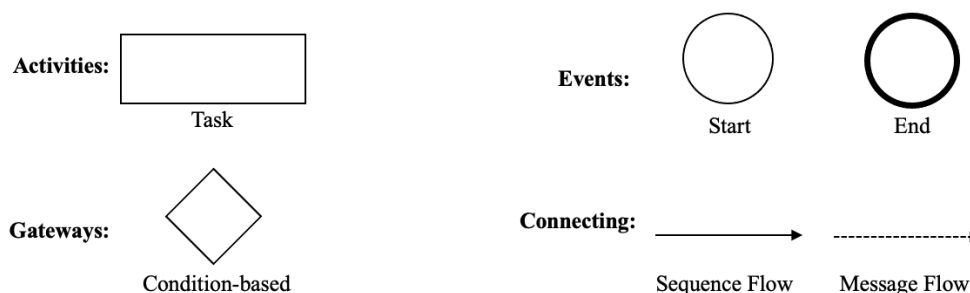 Activities:
Task
Events:
Start
End
Gateways:
Condition-based
Connecting:
Sequence Flow
Message Flow